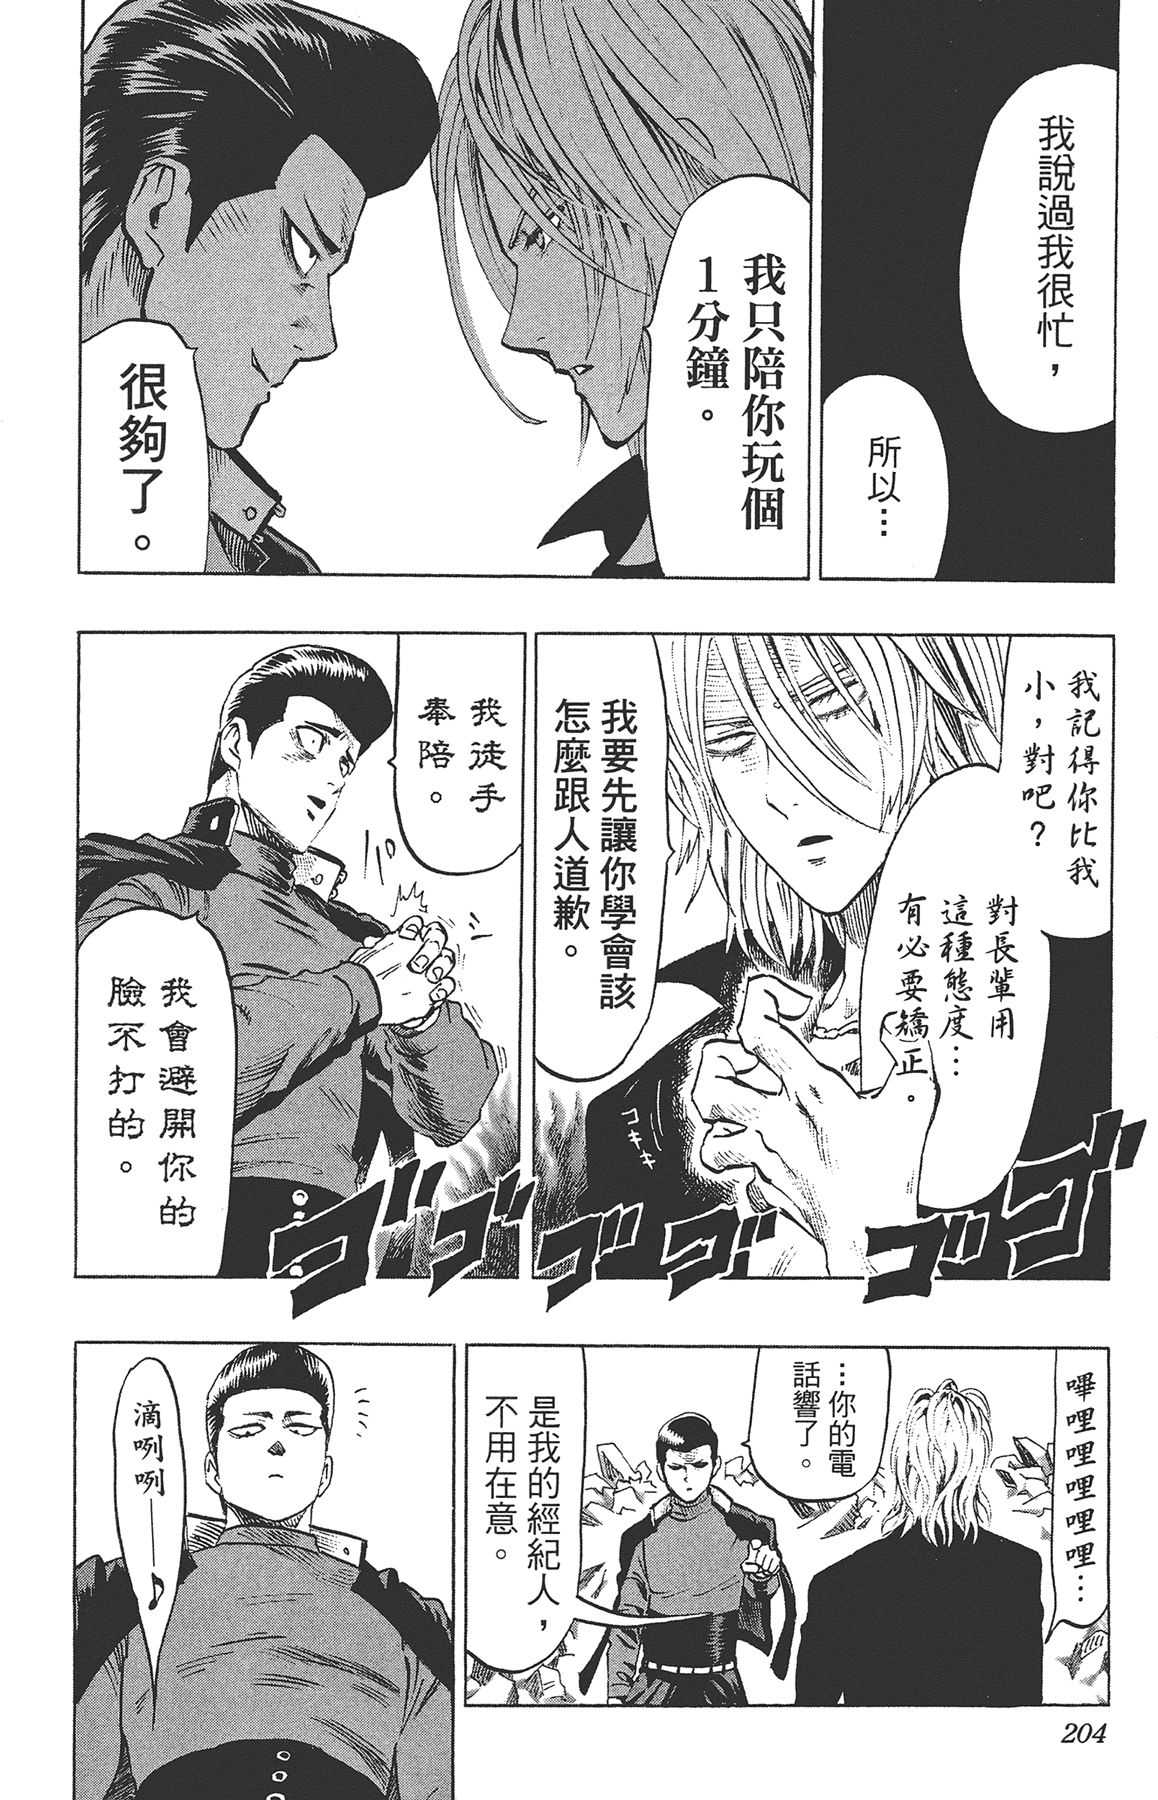 我說過我很忙，
所以…
我只陪你玩個
1分鐘。
很夠了。
我記得你比我
小，對吧？
對長輩用
這種態度…
有必要矯正。
我要先讓你學會該
怎麼跟人道歉。
コキキ
ゴゴゴゴゴゴ
我徒手
奉陪。
我會避開你的
臉不打的。
嗶哩哩哩哩哩…
…你的電
話響了。
是我的經紀人，
不用在意。
滴咧咧——♪
204